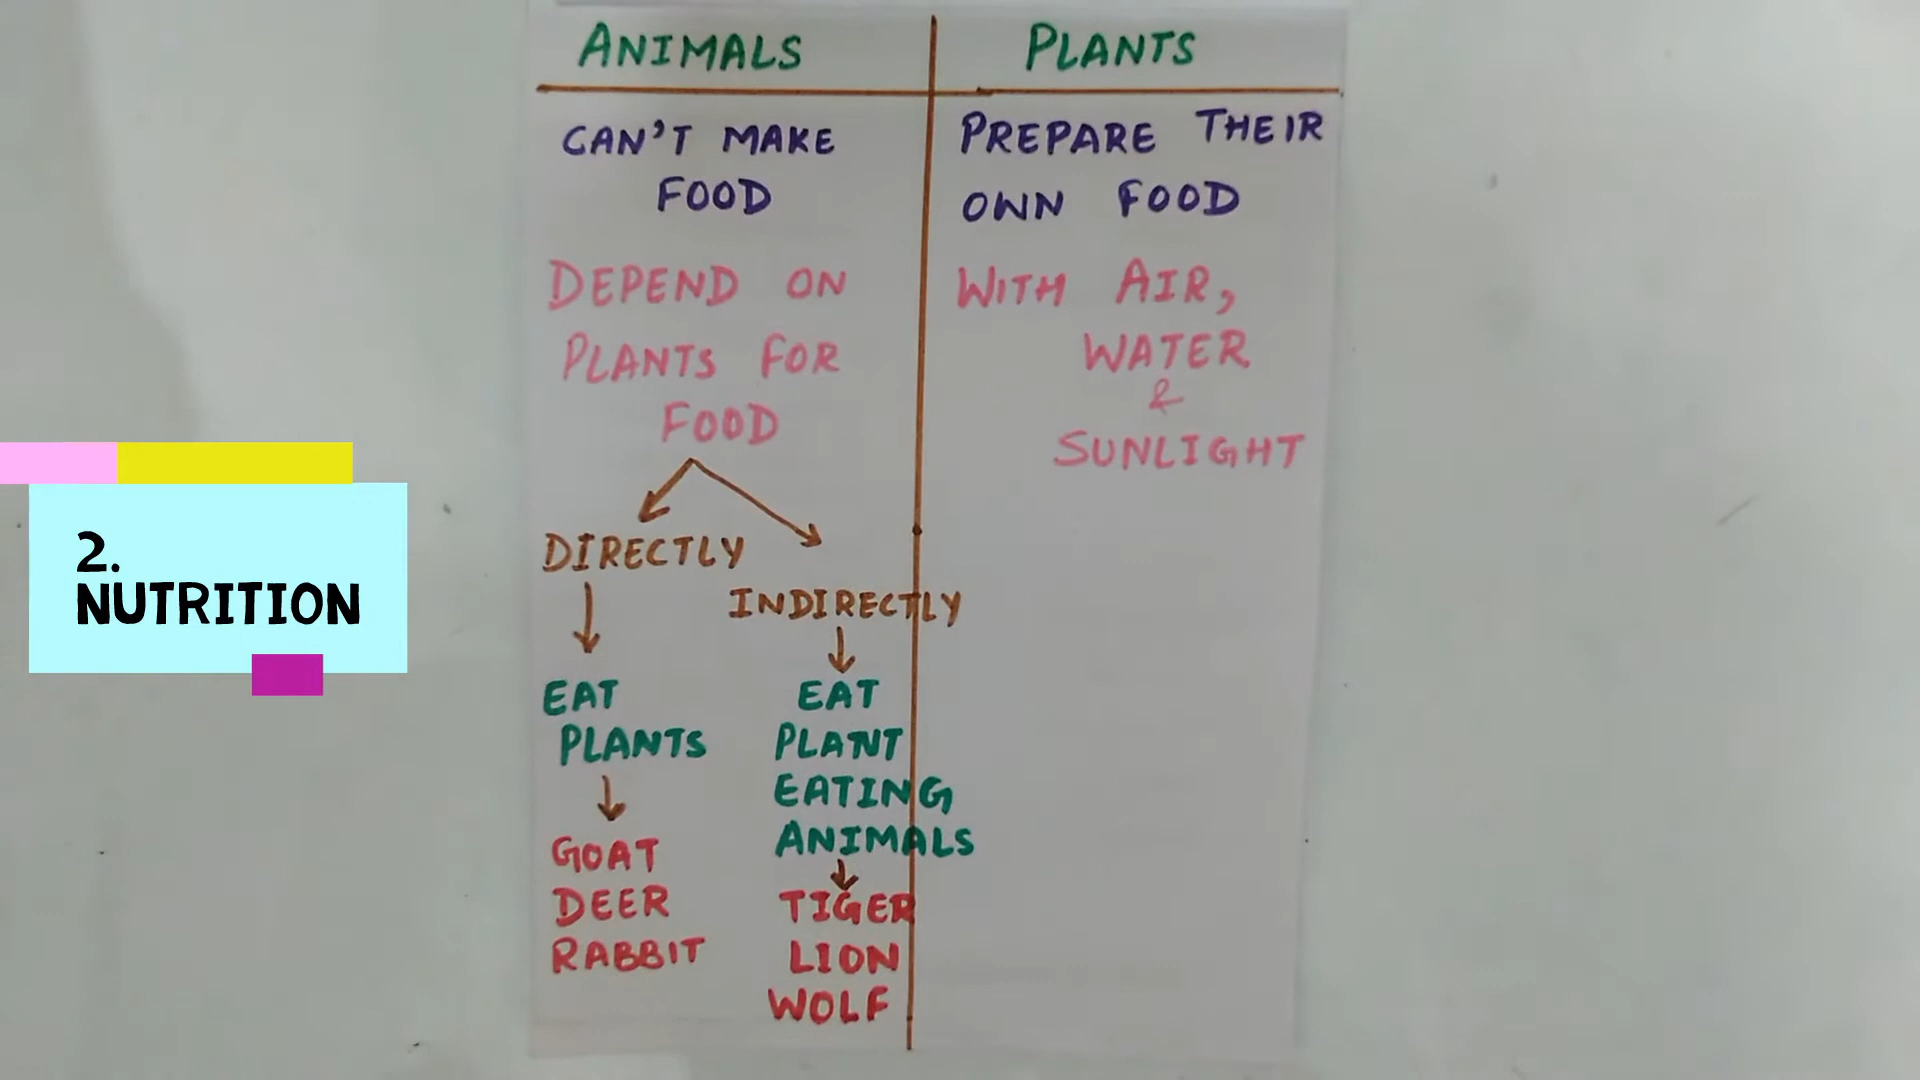 ANIMALS
PLANTS
CAN'T MAKE
FOOD
DEPEND ON
PLANTS FOR
FOOD
DIRECTLY
INDIRECTLY
EAT
PLANTS
GOAT
DEER
RABBIT
EAT
PLANT
EATING
ANIMALS
TIGER
LION
WOLF
PREPARE THEIR
OWN FOOD
WITH AIR,
WATER
&
SUNLIGHT
2.
NUTRITION